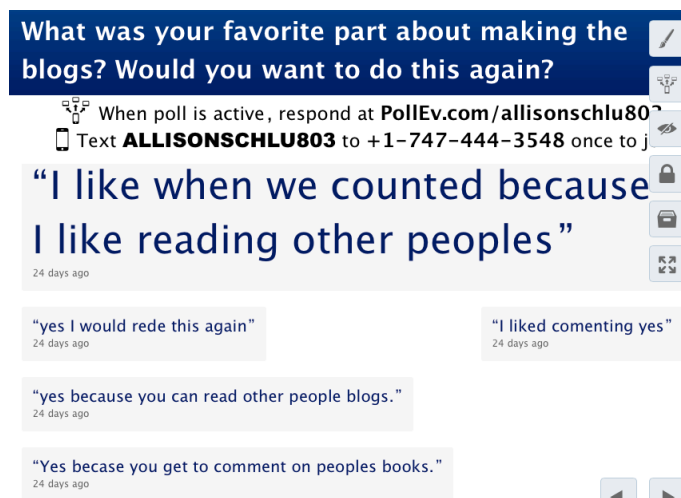 What was your favorite part about making the
blogs? Would you want to do this again?
When poll is active, respond at PollEv.com/allisonschlu803
Text ALLISONSCHLU803 to +1-747-444-3548 once to j
“I like when we counted because
I like reading other peoples”
24 days ago
“yes I would rede this again”
24 days ago
“I liked comenting yes”
24 days ago
“yes because you can read other people blogs.”
24 days ago
“Yes becase you get to comment on peoples books.”
24 days ago